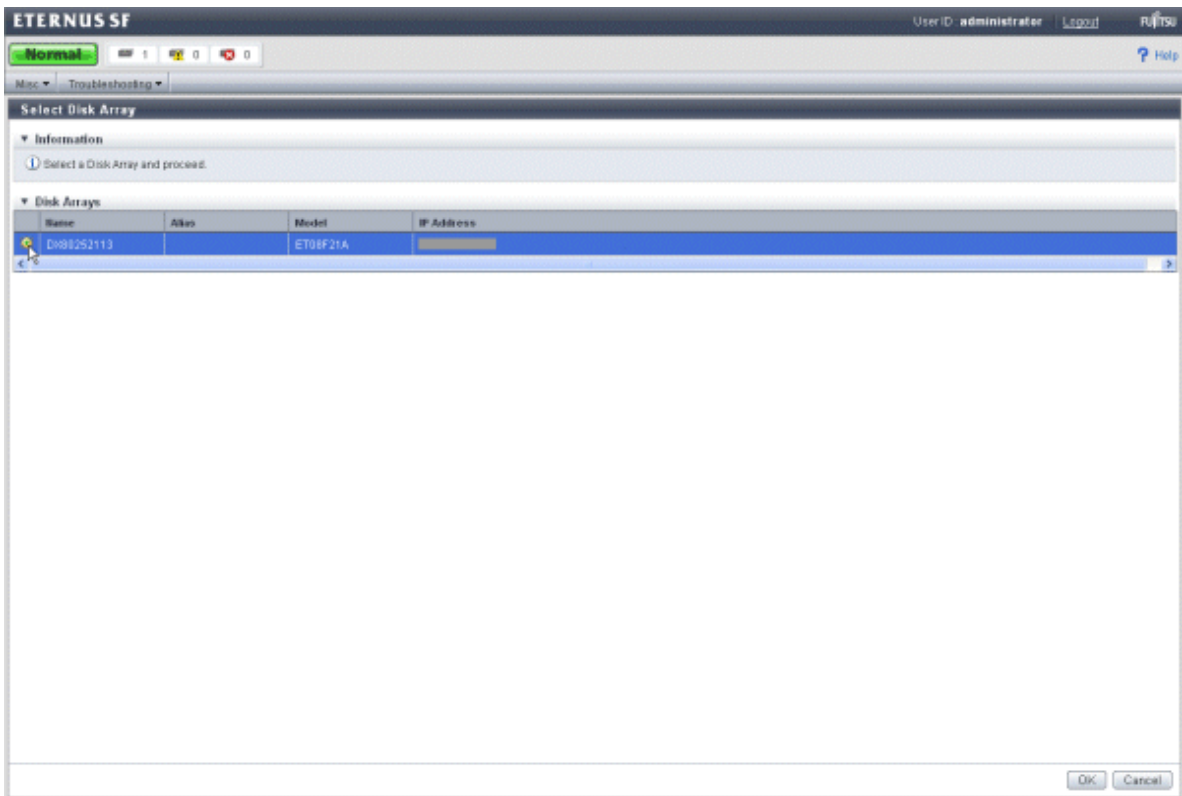 ETERNUS SF
UserID: administrator Logout FUJITSU
Normal 1 0 0 Help
Misc Troubleshooting
Select Disk Array
Information
Select a Disk Array and proceed.
Disk Arrays
Name Alias Model IP Address
DX80252113 ET08F21A
OK Cancel